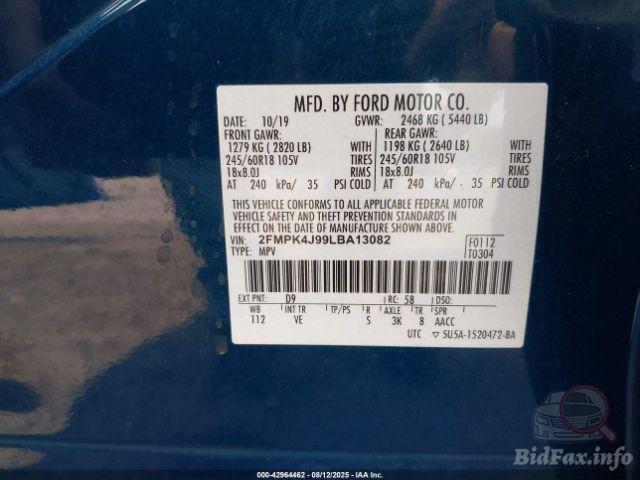 MFD. BY FORD MOTOR CO.
DATE: 10/19 GVWR: 2468 KG ( 5440 LB)
FRONT GAWR: REAR GAWR:
1279 KG ( 2820 LB) WITH 1198 KG ( 2640 LB) WITH
245/60R18 105V TIRES 245/60R18 105V TIRES
18x8.0J RIMS 18x8.0J RIMS
AT 240 kPa/ 35 PSI COLD AT 240 kPa/ 35 PSI COLD
THIS VEHICLE CONFORMS TO ALL APPLICABLE FEDERAL MOTOR
VEHICLE SAFETY AND THEFT PREVENTION STANDARDS IN
EFFECT ON THE DATE OF MANUFACTURE SHOWN ABOVE.
VIN: 2FMPK4J99LBA13082 F0112
TYPE: MPV T0304
EXT PNT: D9 RC: 58 DSO:
WB INT TR TP/PS R AXLE TR SPR
112 VE S 3K 8 AACC
UTC ▽ 5U5A-1520472-BA
BidFax.info
000-42964462 - 08/12/2025 - IAA Inc.